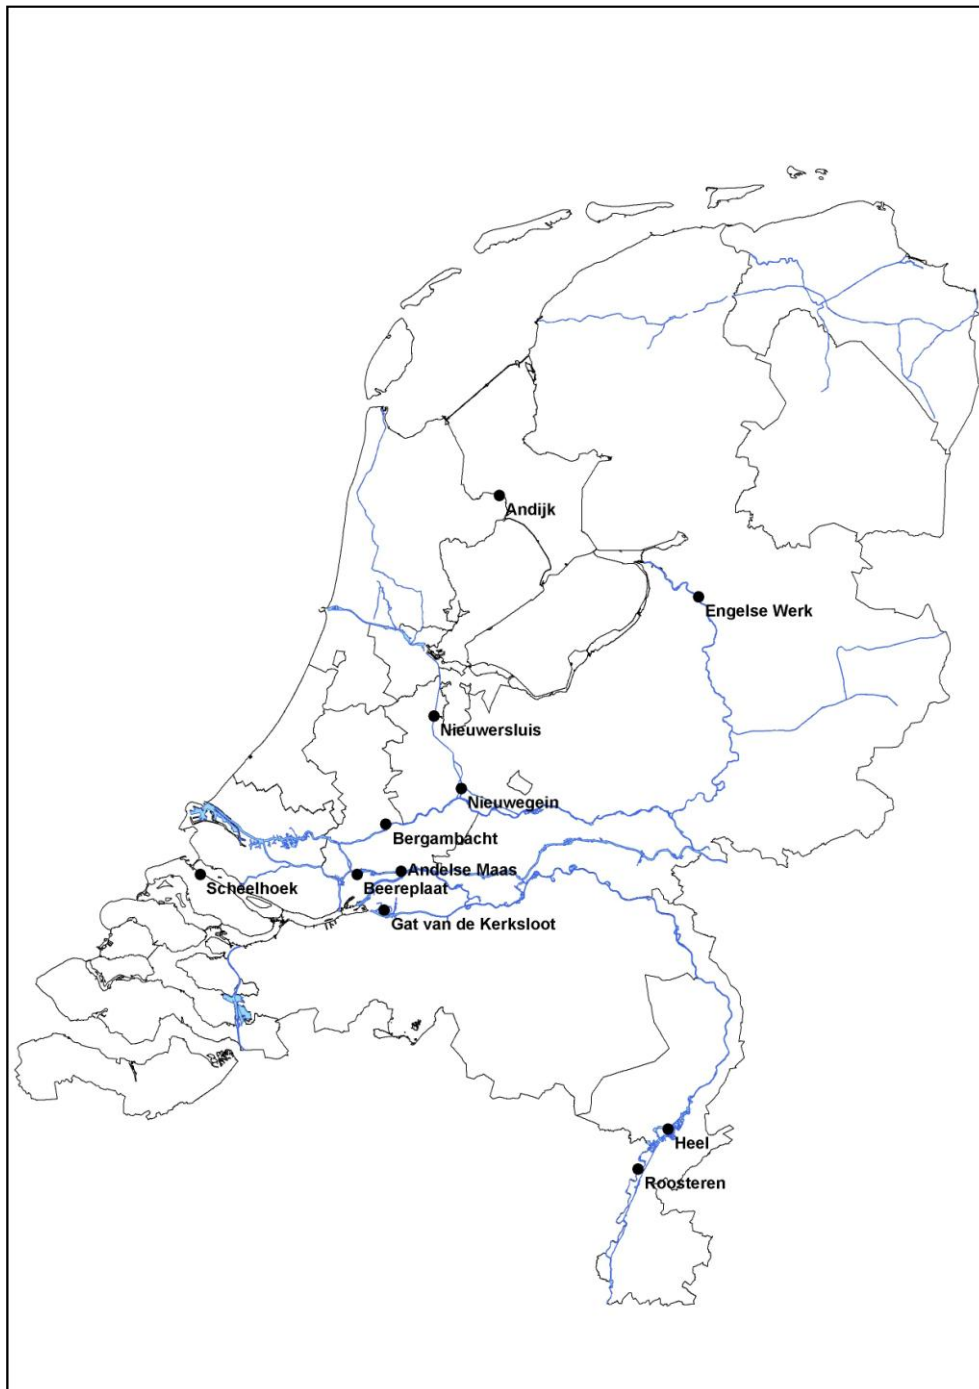 Andijk
Engelse Werk
Nieuwersluis
Nieuwegein
Bergambacht
Andelse Maas
Scheelhoek
Beereplaat
Gat van de Kerksloot
Heel
Roosteren